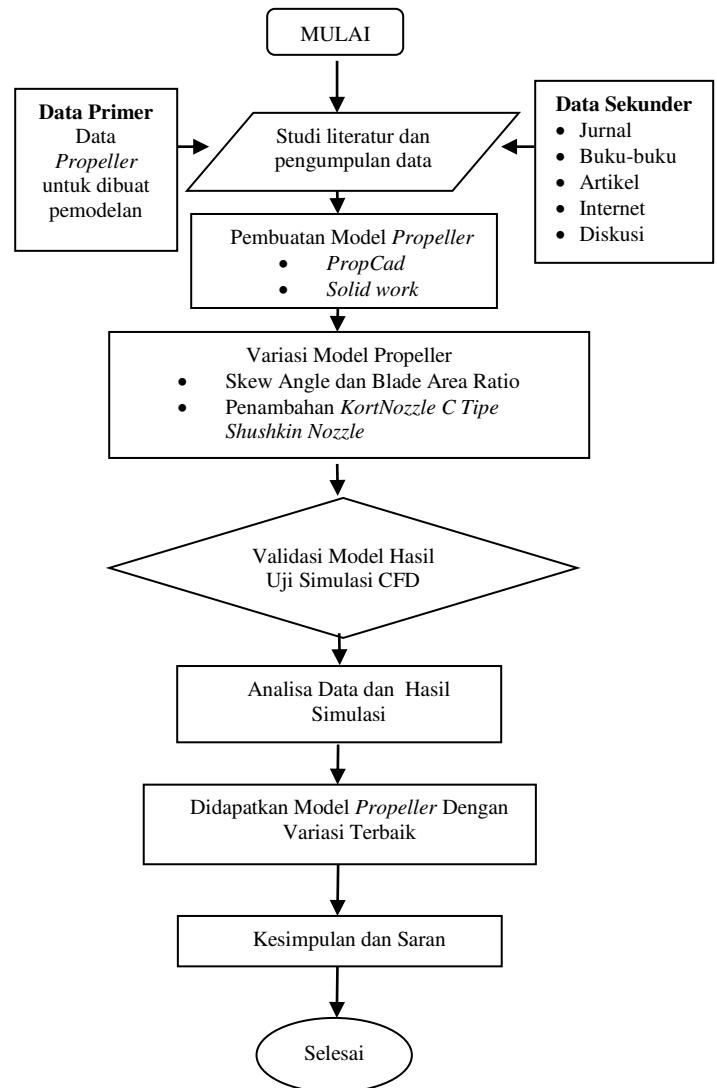 MULAI
Data Primer
Data
Propeller
untuk dibuat
pemodelan
Studi literatur dan
pengumpulan data
Data Sekunder
• Jurnal
• Buku-buku
• Artikel
• Internet
• Diskusi
Pembuatan Model Propeller
• PropCad
• Solid work
Variasi Model Propeller
• Skew Angle dan Blade Area Ratio
• Penambahan KortNozzle C Tipe
Shushkin Nozzle
Validasi Model Hasil
Uji Simulasi CFD
Analisa Data dan Hasil
Simulasi
Didapatkan Model Propeller Dengan
Variasi Terbaik
Kesimpulan dan Saran
Selesai